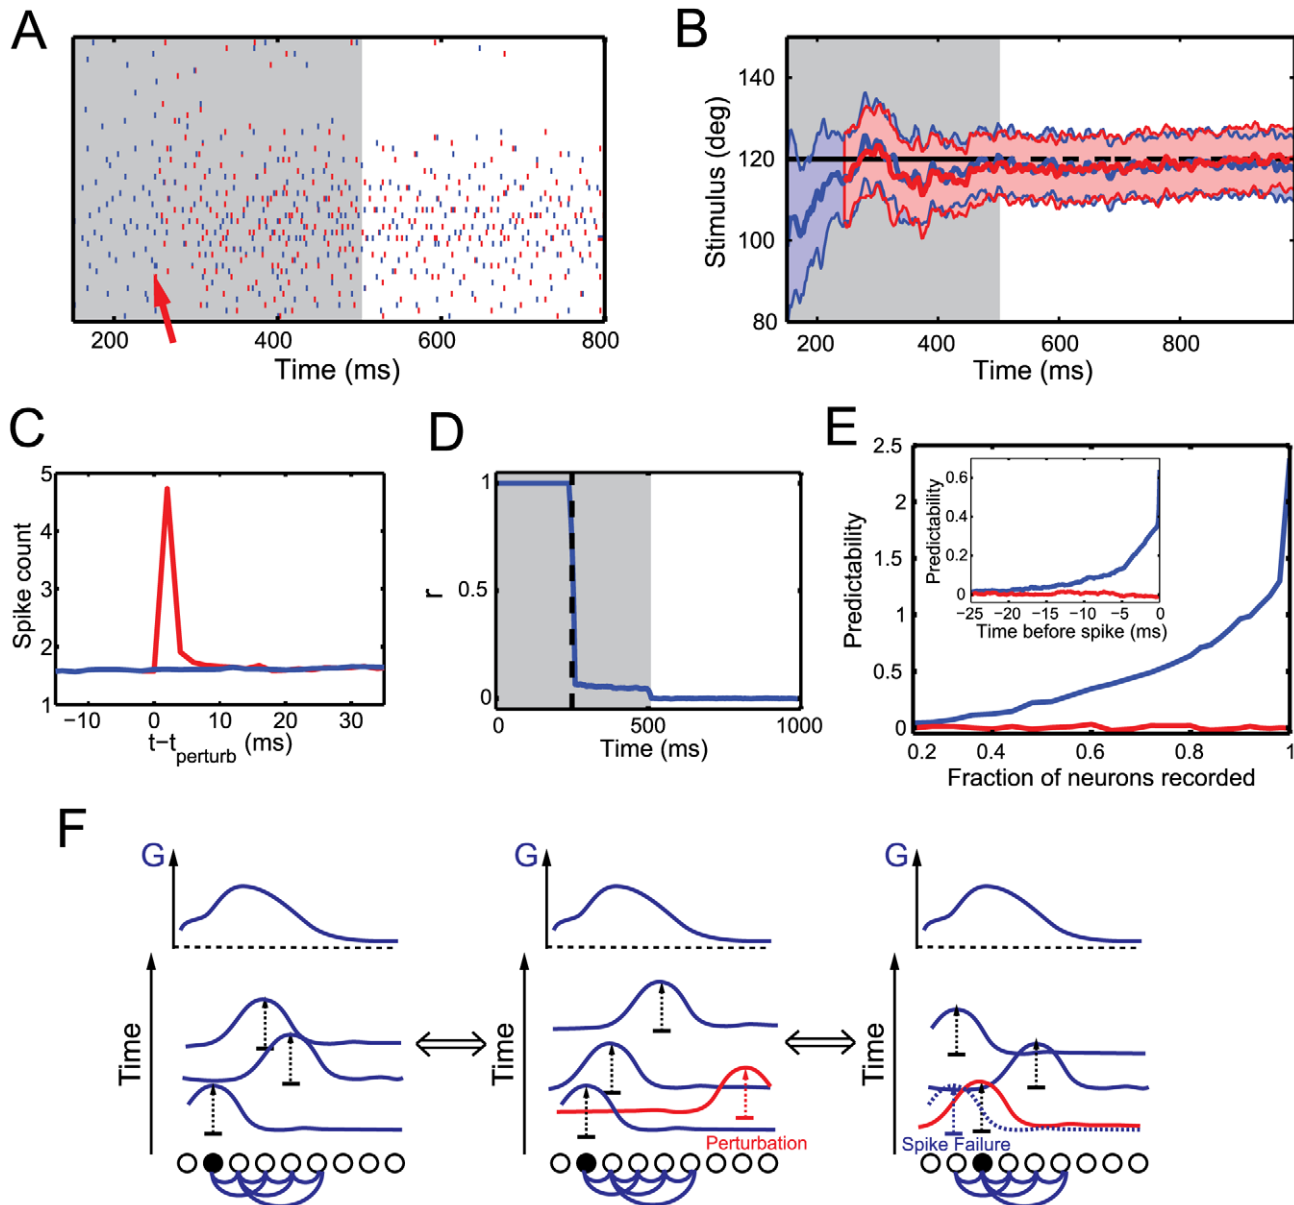 A
200 400 600 800
Time (ms)
B
Stimulus (deg)
140
120
100
80
200 400 600 800
Time (ms)
C
Spike count
5
4
3
2
1
−10 0 10 20 30
t−t_perturb (ms)
D
r
1
0.5
0
0 500 1000
Time (ms)
E
Predictability
2.5
2
1.5
1
0.5
0
0.2 0.4 0.6 0.8 1
Fraction of neurons recorded
Predictability
0.6
0.4
0.2
0
−25 −20 −15 −10 −5 0
Time before spike (ms)
F
G
Time
G
Time
Perturbation
G
Time
Spike Failure